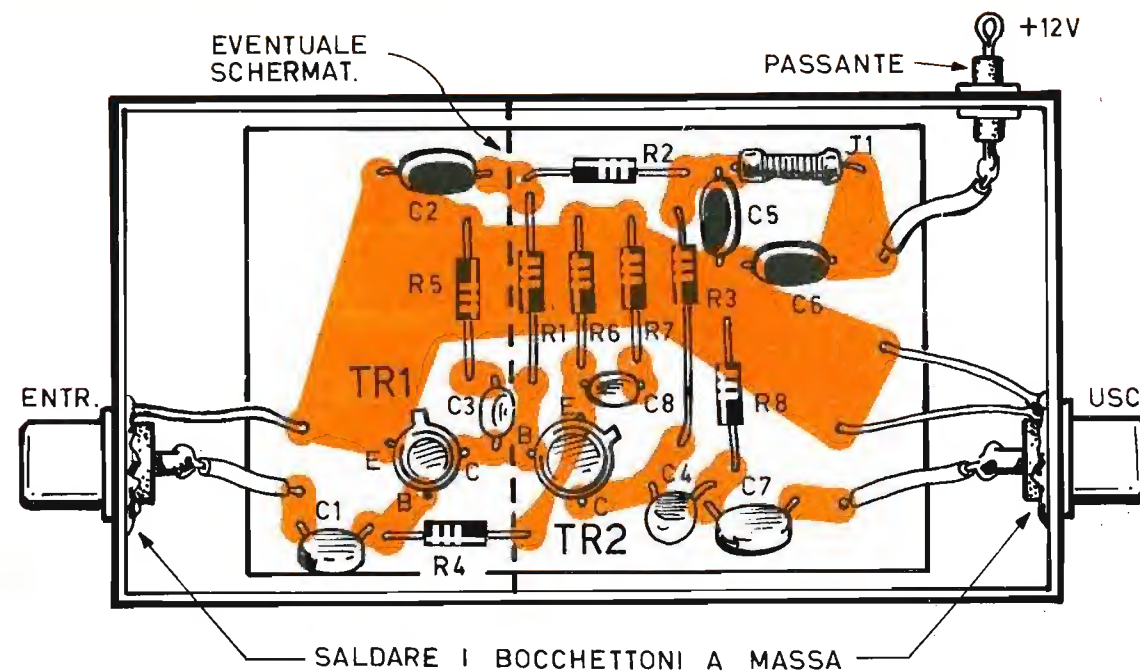 EVENTUALE
SCHERMAT.
+12V
PASSANTE
R2
J1
C2
C5
R5
R1
R6
R7
R3
C6
TR1
ENTR.
C3
C8
R8
USC
E
B
E
C
B
C
C1
C4
C7
R4
TR2
SALDARE I BOCCHETTONI A MASSA